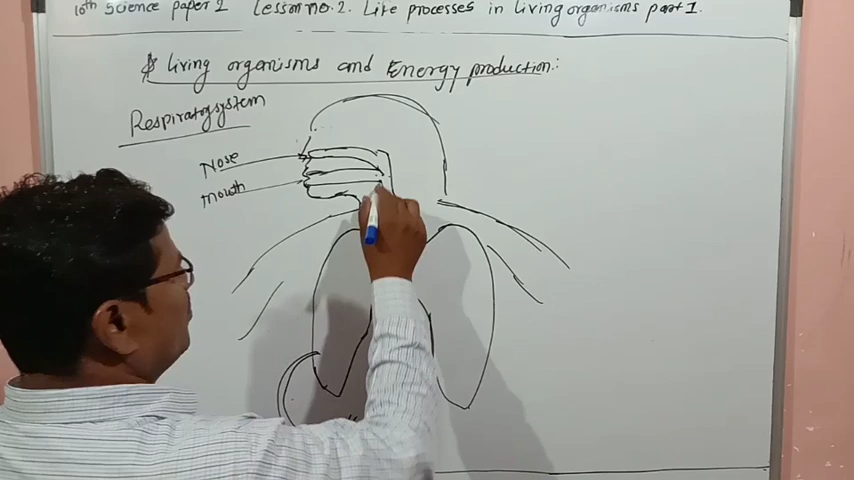 10th Science paper 2 Lesson no. 2. Life processes in living organisms part 1.
* living organisms and Energy production:
Respiratory system
Nose
Mouth